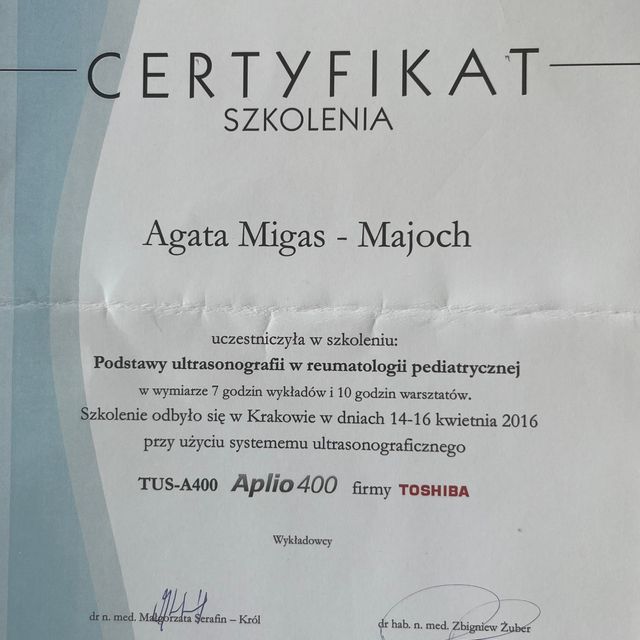 CERTYFIKAT
SZKOLENIA
Agata Migas - Majoch
uczestniczyła w szkoleniu:
Podstawy ultrasonografii w reumatologii pediatrycznej
w wymiarze 7 godzin wykładów i 10 godzin warsztatów.
Szkolenie odbyło się w Krakowie w dniach 14-16 kwietnia 2016
przy użyciu systememu ultrasonograficznego
TUS-A400 Aplio 400 firmy TOSHIBA
Wykładowcy
dr n. med. Małgorzata Serafin – Król dr hab. n. med. Zbigniew Żuber